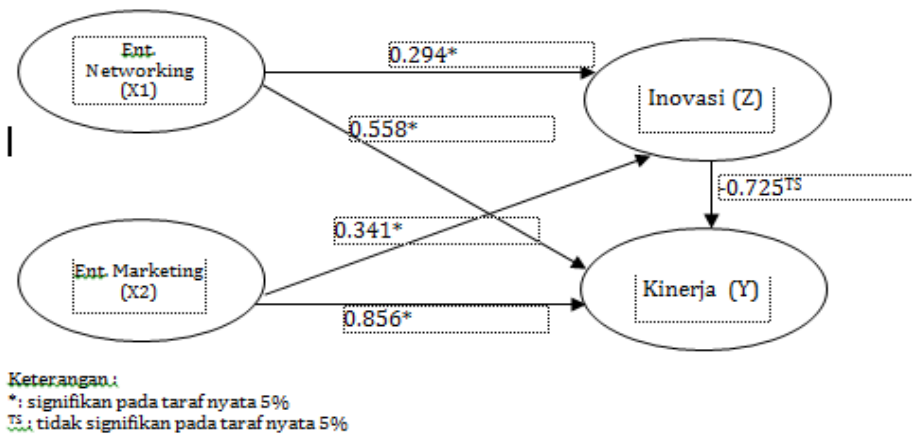 Ent.
Networking
(X1)
0.294*
Inovasi (Z)
0.558*
-0.725TS
0.341*
Ent. Marketing
(X2)
Kinerja (Y)
0.856*
Keterangan :
*: signifikan pada taraf nyata 5%
TS : tidak signifikan pada taraf nyata 5%